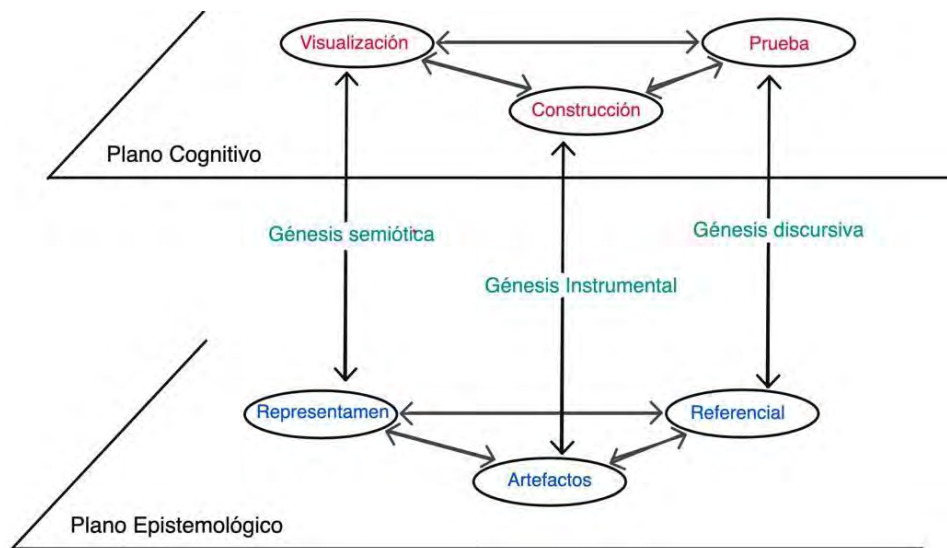 Visualización
Prueba
Construcción
Plano Cognitivo
Génesis semiótica
Génesis discursiva
Génesis Instrumental
Representamen
Referencial
Artefactos
Plano Epistemológico